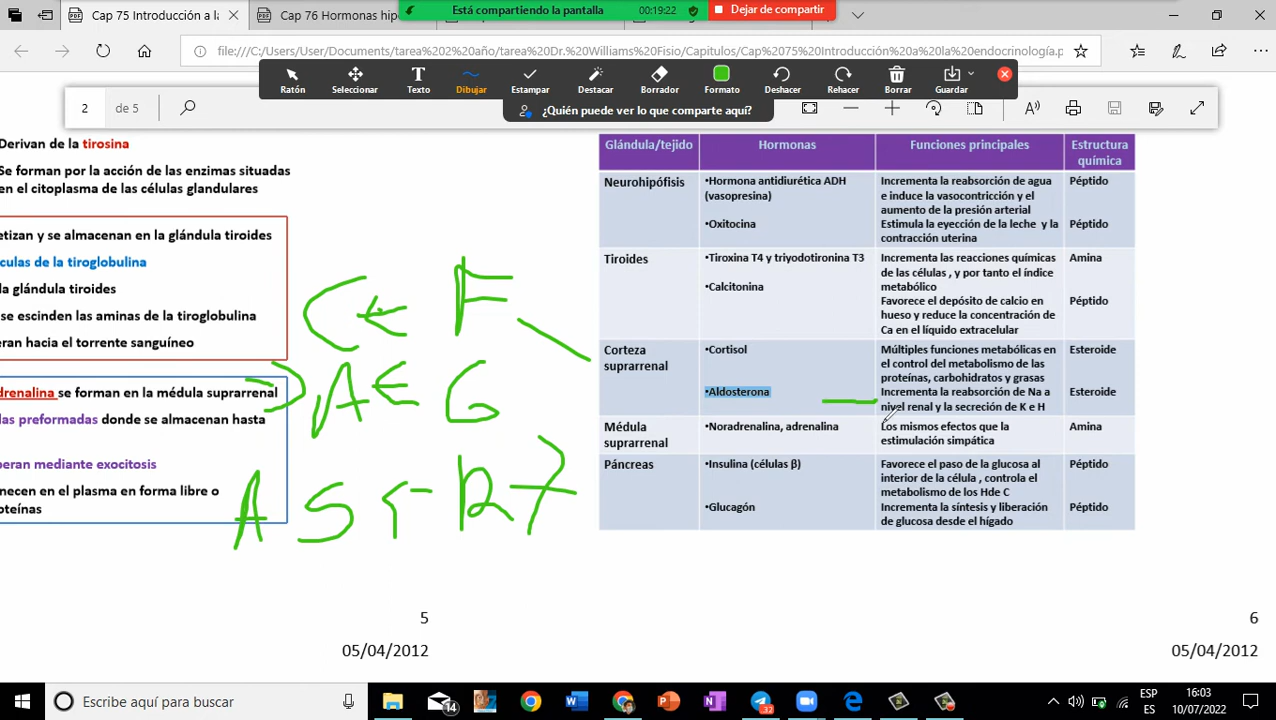 Cap 75 Introducción a la
Cap 76 Hormonas hip
Está compartiendo la pantalla
00:19:22
Dejar de compartir
file:///C:/Users/User/Documents/tarea%202%20año/tarea%20Dr.%20Williams%20Fisio/Capitulos/Cap%2075%20Introducción%20a%20la%20endocrinología.p
Ratón
Seleccionar
Texto
Dibujar
Estampar
Destacar
Borrador
Formato
Deshacer
Rehacer
Borrar
Guardar
2 de 5
¿Quién puede ver lo que comparte aquí?
Derivan de la tirosina
Se forman por la acción de las enzimas situadas
en el citoplasma de las células glandulares
etizan y se almacenan en la glándula tiroides
culas de la tiroglobulina
la glándula tiroides
se escinden las aminas de la tiroglobulina
eran hacia el torrente sanguíneo
drenalina se forman en la médula suprarrenal
las preformadas donde se almacenan hasta
peran mediante exocitosis
necen en el plasma en forma libre o
oteínas
5
05/04/2012
Glándula/tejido Hormonas Funciones principales Estructura
química
Neurohipófisis •Hormona antidiurética ADH Incrementa la reabsorción de agua Péptido
(vasopresina) e induce la vasocontricción y el
aumento de la presión arterial
•Oxitocina Estimula la eyección de la leche y la Péptido
contracción uterina
Tiroides •Tiroxina T4 y triyodotironina T3 Incrementa las reacciones químicas Amina
de las células , y por tanto el índice
•Calcitonina metabólico
Favorece el depósito de calcio en Péptido
hueso y reduce la concentración de
Ca en el líquido extracelular
Corteza •Cortisol Múltiples funciones metabólicas en Esteroide
suprarrenal el control del metabolismo de las
proteínas, carbohidratos y grasas
•Aldosterona Incrementa la reabsorción de Na a Esteroide
nivel renal y la secreción de K e H
Médula •Noradrenalina, adrenalina Los mismos efectos que la Amina
suprarrenal estimulación simpática
Páncreas •Insulina (células β) Favorece el paso de la glucosa al Péptido
interior de la célula , controla el
metabolismo de los Hde C
•Glucagón Incrementa la síntesis y liberación Péptido
de glucosa desde el hígado
6
05/04/2012
F
G
Escribe aquí para buscar
14
32
ESP
ES
16:03
10/07/2022